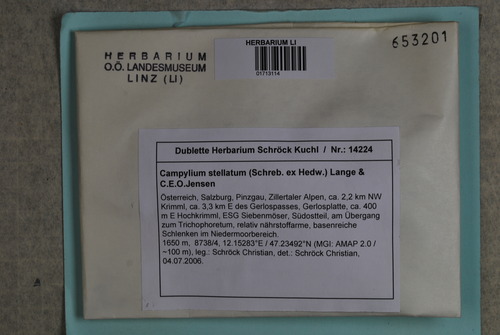 HERBARIUM
O.Ö. LANDESMUSEUM
LINZ (LI)
HERBARIUM LI
01713114
653201
Dublette Herbarium Schröck Kuchl / Nr.: 14224
Campylium stellatum (Schreb. ex Hedw.) Lange &
C.E.O.Jensen
Österreich, Salzburg, Pinzgau, Zillertaler Alpen, ca. 2,2 km NW
Krimml, ca. 3,3 km E des Gerlospasses, Gerlosplatte, ca. 400
m E Hochkrimml, ESG Siebenmöser, Südostteil, am Übergang
zum Trichophoretum, relativ nährstoffarme, basenreiche
Schlenken im Niedermoorbereich.
1650 m, 8738/4, 12.15283°E / 47.23492°N (MGI: AMAP 2.0 /
~100 m), leg.: Schröck Christian, det.: Schröck Christian,
04.07.2006.